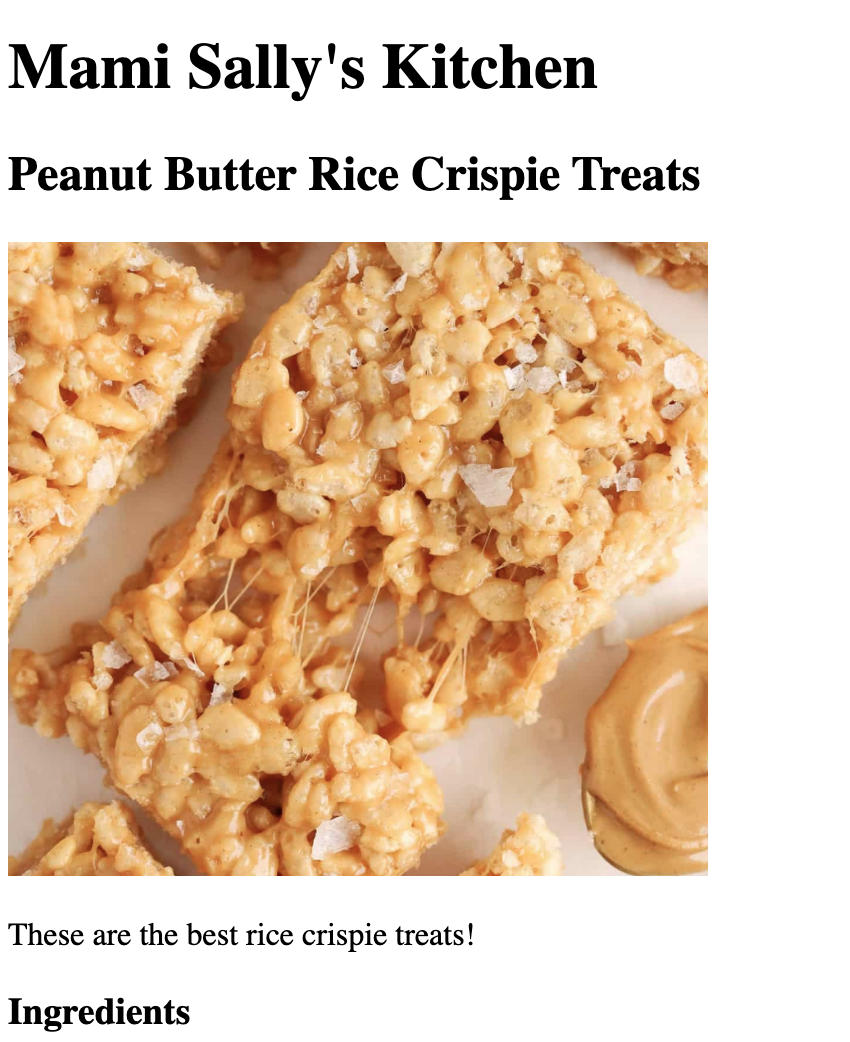 Mami Sally's Kitchen
Peanut Butter Rice Crispie Treats
These are the best rice crispie treats!
Ingredients